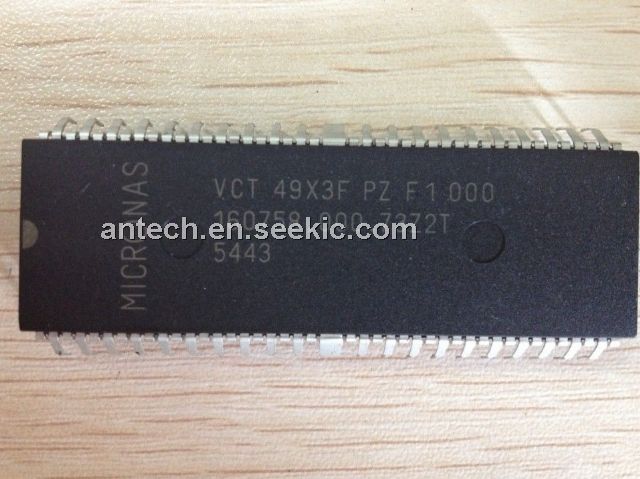 MICRONAS
VCT 49X3F PZ F1 000
5443
antech.en.seekic.com